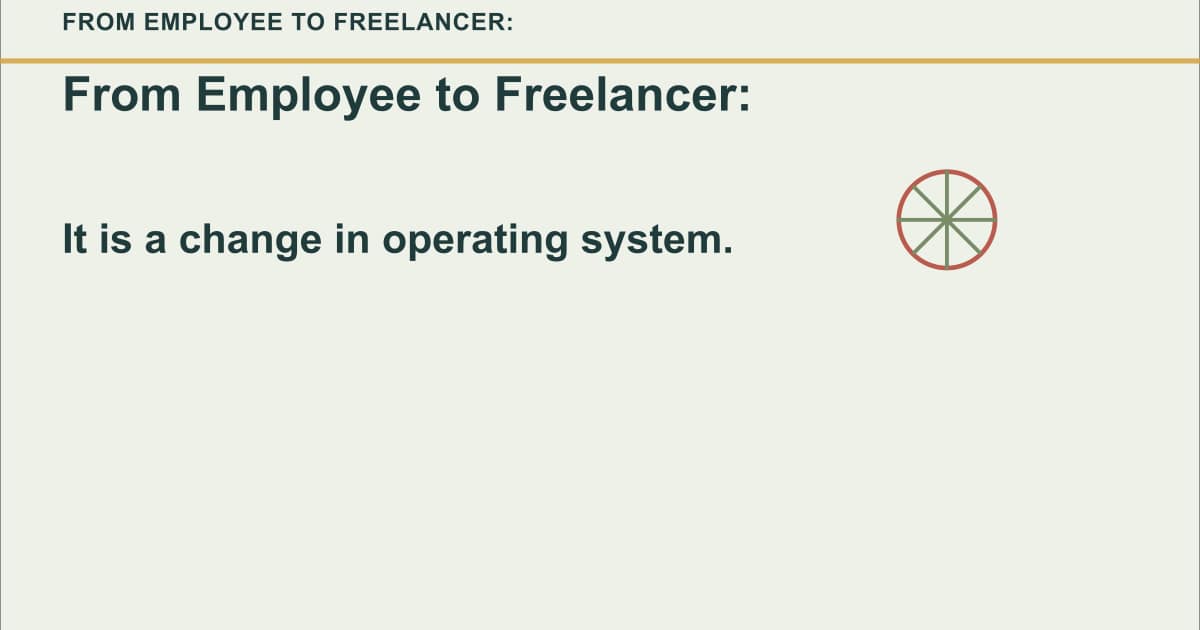 FROM EMPLOYEE TO FREELANCER:
From Employee to Freelancer:
It is a change in operating system.